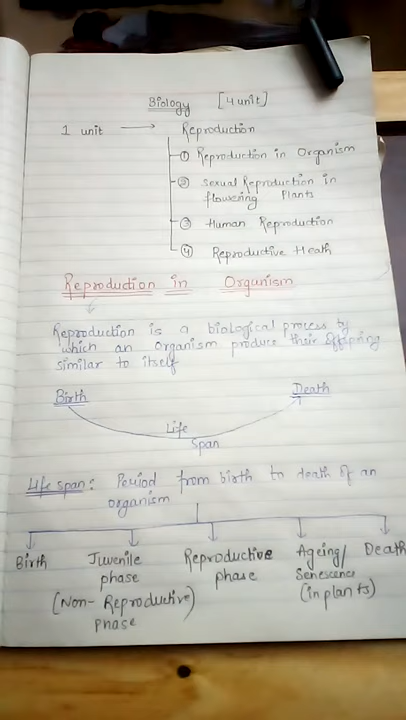 Biology [4 unit]
1 unit → Reproduction
① Reproduction in Organism
② Sexual Reproduction in
flowering Plants
③ Human Reproduction
④ Reproductive Heath
Reproduction in Organism
Reproduction is a biological process by
which an organism produce their offspring
similar to itself
Birth Death
Life
Span
Life span: Period from birth to death of an
organism
Birth Juvenile Reproductive Ageing/ Death
phase phase Senescence
(Non-Reproductive) (in plants)
phase